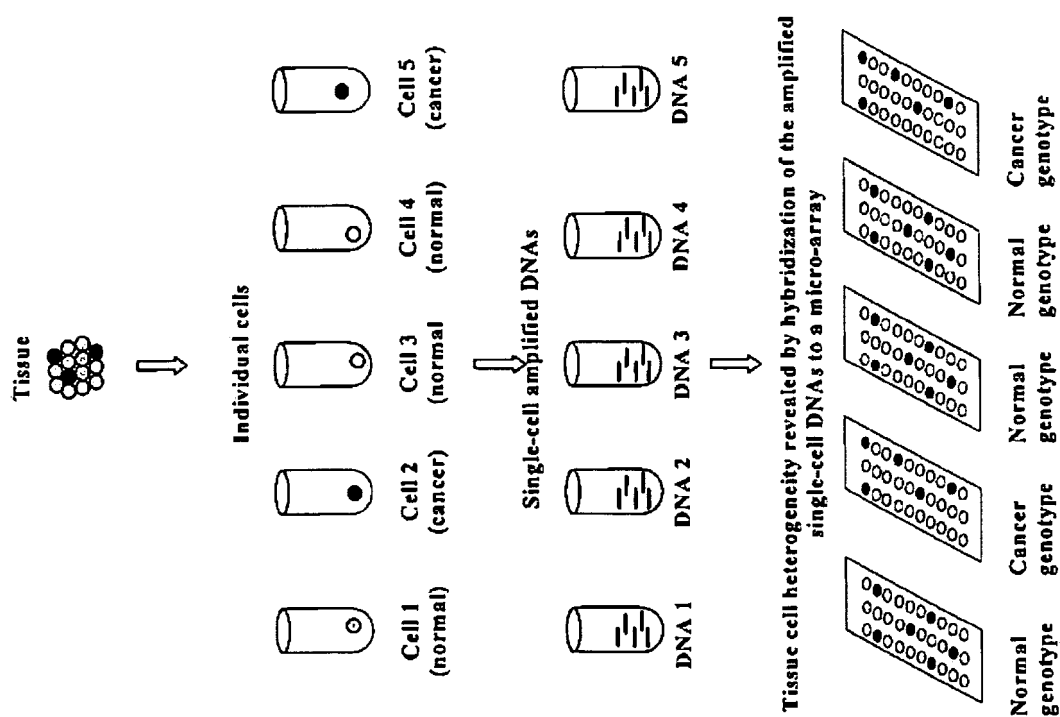 Tissue
Individual cells
Cell 1
(normal)
Cell 2
(cancer)
Cell 3
(normal
Cell 4
(normal)
Cell 5
(cancer)
Single-cell amplified DNAs
DNA 1
DNA 2
DNA 3
DNA 4
DNA 5
Tissue cell heterogeneity revealed by hybridization of the amplified
single-cell DNAs to a micro-array
Normal
genotype
Cancer
genotype
Normal
genotype
Normal
genotype
Cancer
genotype